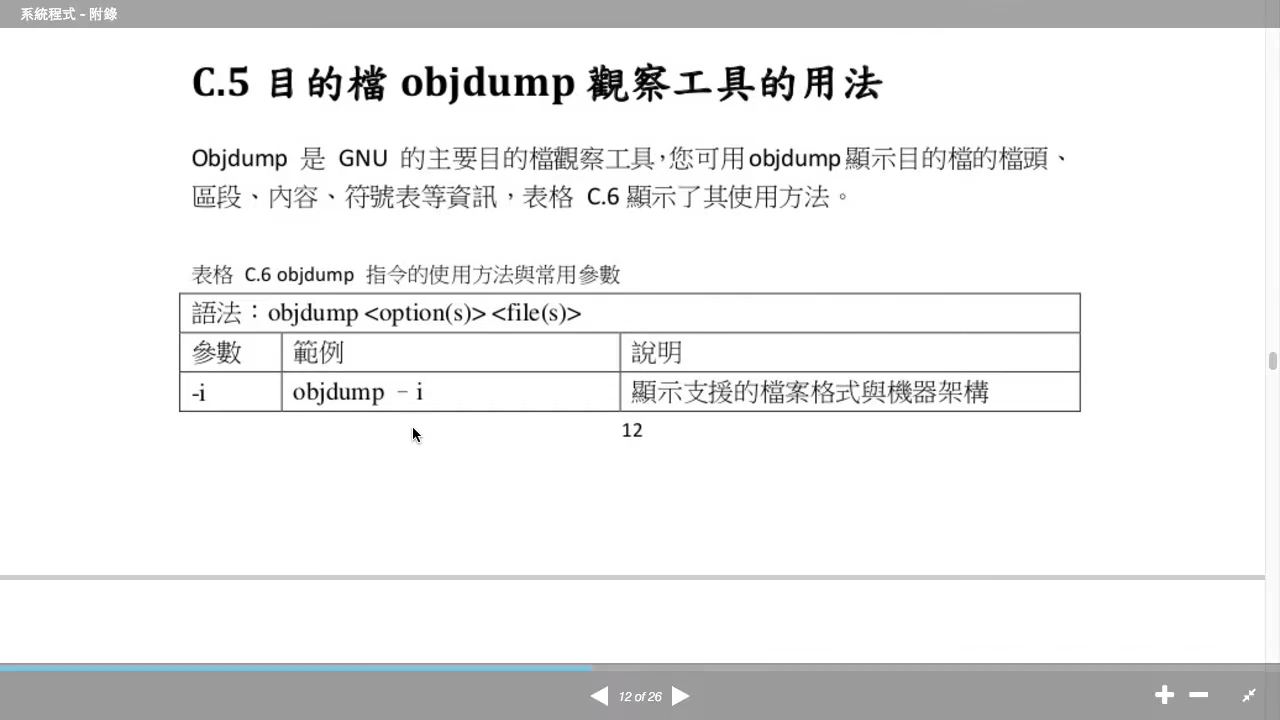 系統程式 - 附錄
C.5 目的檔 objdump 觀察工具的用法
Objdump 是 GNU 的主要目的檔觀察工具，您可用 objdump 顯示目的檔的檔頭、
區段、內容、符號表等資訊，表格 C.6 顯示了其使用方法。
表格 C.6 objdump 指令的使用方法與常用參數
語法：objdump <option(s)> <file(s)>
參數 範例 說明
-i objdump –i 顯示支援的檔案格式與機器架構
12
12 of 26